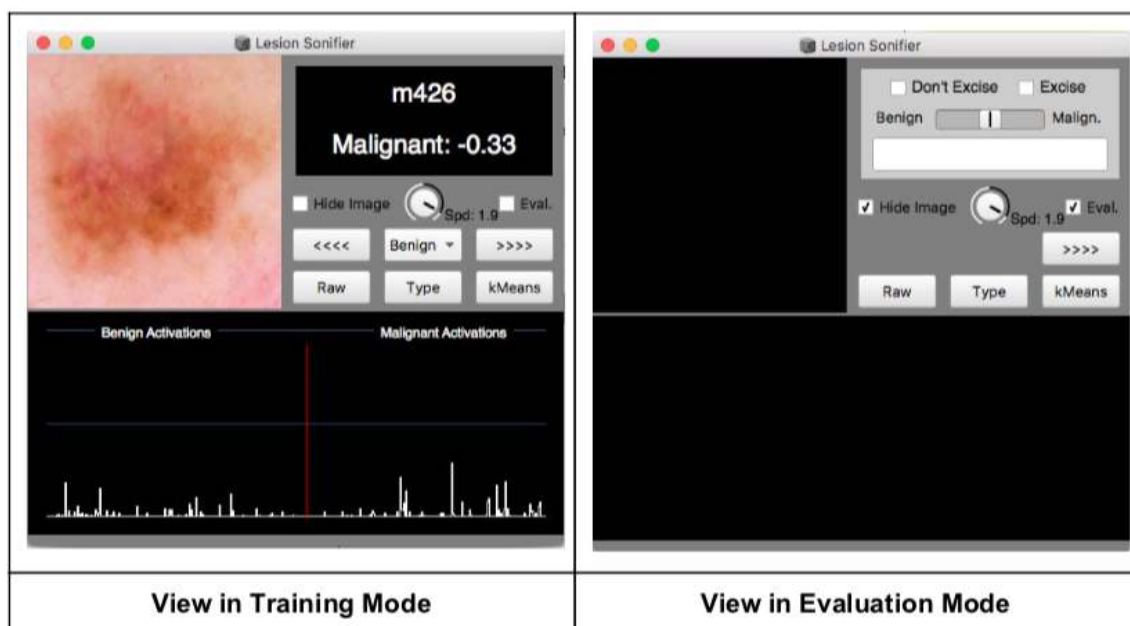 Lesion Sonifier
m426
Malignant: -0.33
Hide Image
Spd: 1.9
Eval.
<<<<
Benign
>>>>
Raw
Type
kMeans
Benign Activations
Malignant Activations
View in Training Mode
Lesion Sonifier
Don't Excise
Excise
Benign
Malign.
Hide Image
Spd: 1.9
Eval.
>>>>
Raw
Type
kMeans
View in Evaluation Mode